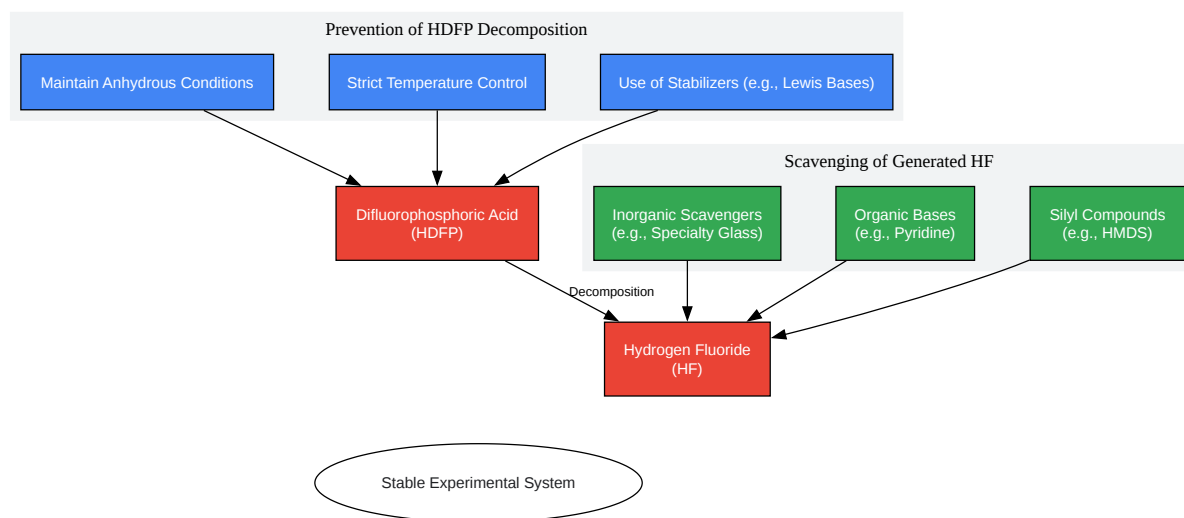 Prevention of HDFP Decomposition
Maintain Anhydrous Conditions
Strict Temperature Control
Use of Stabilizers (e.g., Lewis Bases)
Scavenging of Generated HF
Difluorophosphoric Acid
(HDFP)
Inorganic Scavengers
(e.g., Specialty Glass)
Organic Bases
(e.g., Pyridine)
Silyl Compounds
(e.g., HMDS)
Decomposition
Hydrogen Fluoride
(HF)
Stable Experimental System